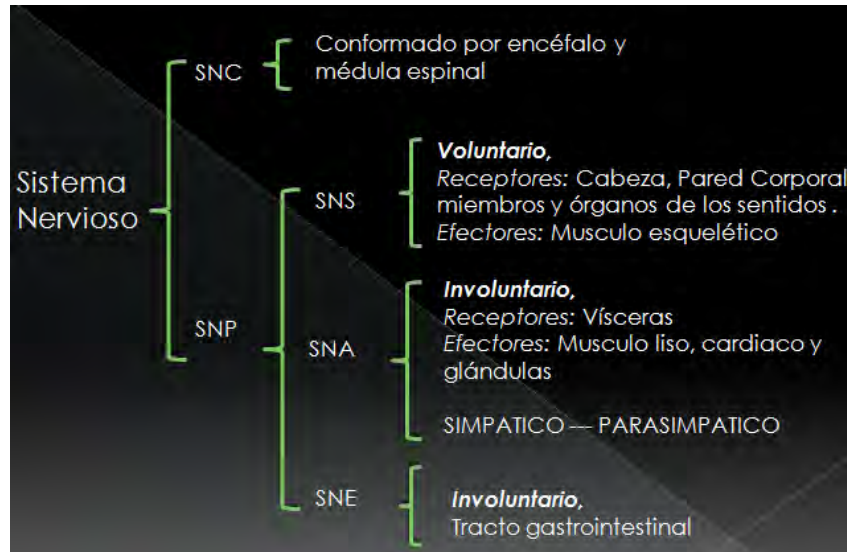 Sistema
Nervioso
SNC
Conformado por encéfalo y
médula espinal
SNP
SNS
Voluntario,
Receptores: Cabeza, Pared Corporal
miembros y órganos de los sentidos .
Efectores: Musculo esquelético
SNA
Involuntario,
Receptores: Vísceras
Efectores: Musculo liso, cardiaco y
glándulas
SIMPATICO — PARASIMPATICO
SNE
Involuntario,
Tracto gastrointestinal